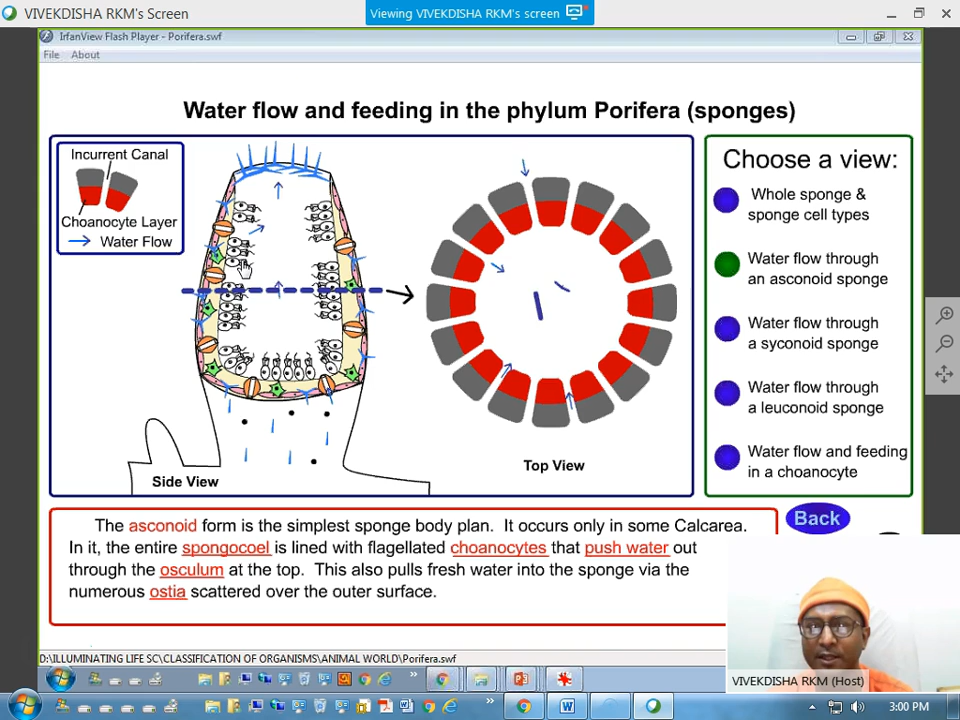 VIVEKDISHA RKM's Screen
Viewing VIVEKDISHA RKM's screen
IrfanView Flash Player - Porifera.swf
File About
Water flow and feeding in the phylum Porifera (sponges)
Incurrent Canal
Choanocyte Layer
Water Flow
Side View
Top View
Choose a view:
Whole sponge &
sponge cell types
Water flow through
an asconoid sponge
Water flow through
a syconoid sponge
Water flow through
a leuconoid sponge
Water flow and feeding
in a choanocyte
Back
The asconoid form is the simplest sponge body plan. It occurs only in some Calcarea.
In it, the entire spongocoel is lined with flagellated choanocytes that push water out
through the osculum at the top. This also pulls fresh water into the sponge via the
numerous ostia scattered over the outer surface.
D:\ILLUMINATING LIFE SC\CLASSIFICATION OF ORGANISMS\ANIMAL WORLD\Porifera.swf
VIVEKDISHA RKM (Host)
3:00 PM